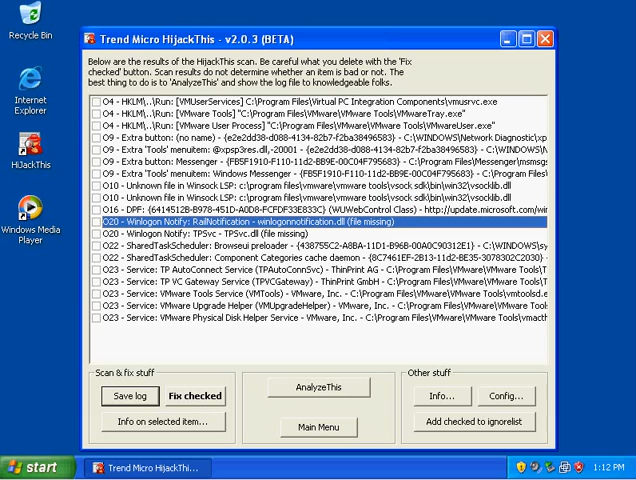 Recycle Bin
Internet
Explorer
HiJackThis
Windows Media
Player
Trend Micro HijackThis - v2.0.3 (BETA)
Below are the results of the HijackThis scan. Be careful what you delete with the 'Fix
checked' button. Scan results do not determine whether an item is bad or not. The
best thing to do is to 'AnalyzeThis' and show the log file to knowledgeable folks.
O4 - HKLM\..\Run: [VMUserServices] C:\Program Files\Virtual PC Integration Components\vmusrvc.exe
O4 - HKLM\..\Run: [VMware Tools] "C:\Program Files\VMware\VMware Tools\VMwareTray.exe"
O4 - HKLM\..\Run: [VMware User Process] "C:\Program Files\VMware\VMware Tools\VMwareUser.exe"
O9 - Extra button: (no name) - {e2e2dd38-d088-4134-82b7-f2ba38496583} - C:\WINDOWS\Network Diagnostic\xp
O9 - Extra 'Tools' menuitem: @xpsp3res.dll,-20001 - {e2e2dd38-d088-4134-82b7-f2ba38496583} - C:\WINDOWS\N
O9 - Extra button: Messenger - {FB5F1910-F110-11d2-BB9E-00C04F795683} - C:\Program Files\Messenger\msmsgs
O9 - Extra 'Tools' menuitem: Windows Messenger - {FB5F1910-F110-11d2-BB9E-00C04F795683} - C:\Program Files
O10 - Unknown file in Winsock LSP: c:\program files\vmware\vmware tools\vsock sdk\bin\win32\vsocklib.dll
O10 - Unknown file in Winsock LSP: c:\program files\vmware\vmware tools\vsock sdk\bin\win32\vsocklib.dll
O16 - DPF: {6414512B-B978-451D-A0D8-FCFDF33E833C} (WUWebControl Class) - http://update.microsoft.com/win
O20 - Winlogon Notify: RailNotification - winlogonnotification.dll (file missing)
O20 - Winlogon Notify: TPSvc - TPSvc.dll (file missing)
O22 - SharedTaskScheduler: Browseui preloader - {438755C2-A8BA-11D1-B96B-00A0C90312E1} - C:\WINDOWS\sy
O22 - SharedTaskScheduler: Component Categories cache daemon - {8C7461EF-2B13-11d2-BE35-3078302C2030} -
O23 - Service: TP AutoConnect Service (TPAutoConnSvc) - ThinPrint AG - C:\Program Files\VMware\VMware Tools\T
O23 - Service: TP VC Gateway Service (TPVCGateway) - ThinPrint GmbH - C:\Program Files\VMware\VMware Tools\T
O23 - Service: VMware Tools Service (VMTools) - VMware, Inc. - C:\Program Files\VMware\VMware Tools\vmtoolsd.e
O23 - Service: VMware Upgrade Helper (VMUpgradeHelper) - VMware, Inc. - C:\Program Files\VMware\VMware Tools
O23 - Service: VMware Physical Disk Helper Service - VMware, Inc. - C:\Program Files\VMware\VMware Tools\vmacth
Scan & fix stuff
Other stuff
Save log
Fix checked
AnalyzeThis
Info...
Config...
Info on selected item...
Main Menu
Add checked to ignorelist
start
Trend Micro HijackThi...
1:12 PM